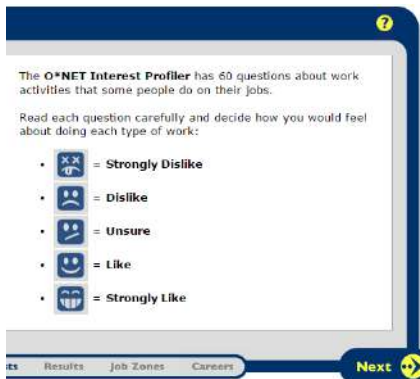 ?
The O*NET Interest Profiler has 60 questions about work
activities that some people do on their jobs.
Read each question carefully and decide how you would feel
about doing each type of work:
• = Strongly Dislike
• = Dislike
• = Unsure
• = Like
• = Strongly Like
Results Job Zones Careers Next